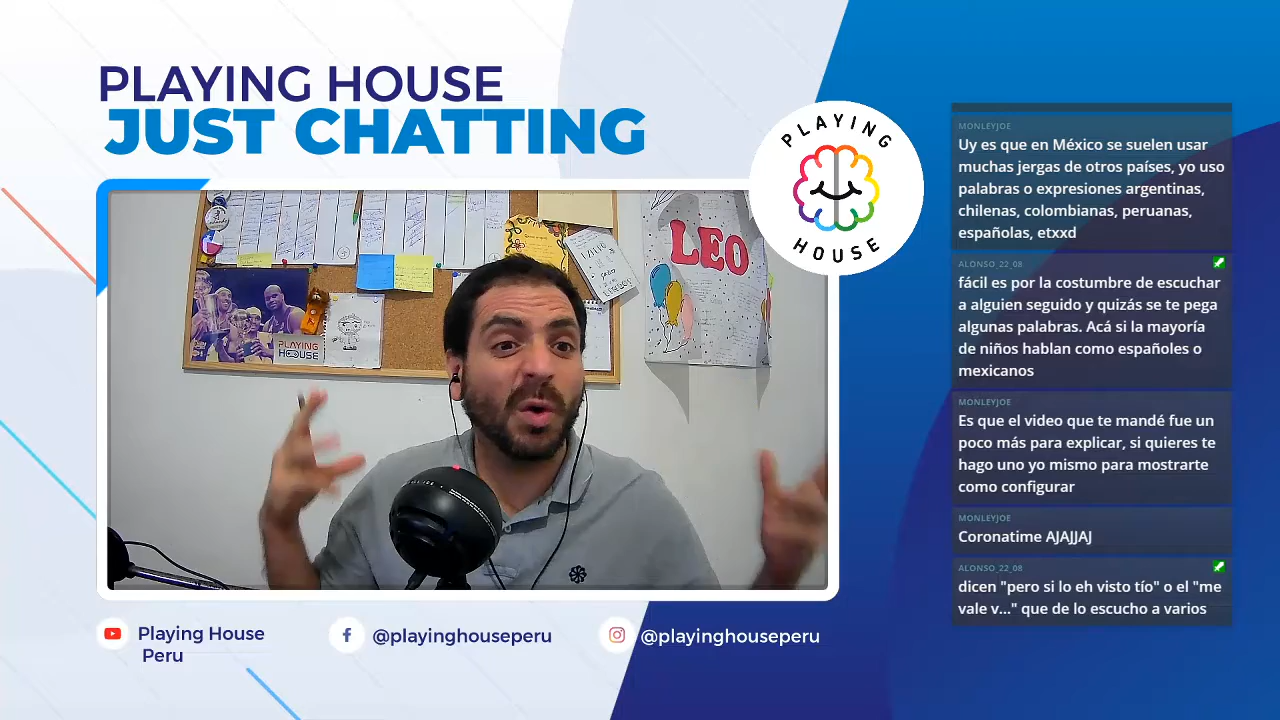 PLAYING HOUSE
JUST CHATTING
PLAYING
HOUSE
LEO
PLAYING
HOUSE
Playing House
Peru
@playinghouseperu
@playinghouseperu
MONLEYJOE
Uy es que en México se suelen usar
muchas jergas de otros países, yo uso
palabras o expresiones argentinas,
chilenas, colombianas, peruanas,
españolas, etxxd
ALONSO_22_08
fácil es por la costumbre de escuchar
a alguien seguido y quizás se te pega
algunas palabras. Acá si la mayoría
de niños hablan como españoles o
mexicanos
MONLEYJOE
Es que el video que te mandé fue un
poco más para explicar, si quieres te
hago uno yo mismo para mostrarte
como configurar
MONLEYJOE
Coronatime AJAJJAJ
ALONSO_22_08
dicen "pero si lo eh visto tío" o el "me
vale v..." que de lo escucho a varios